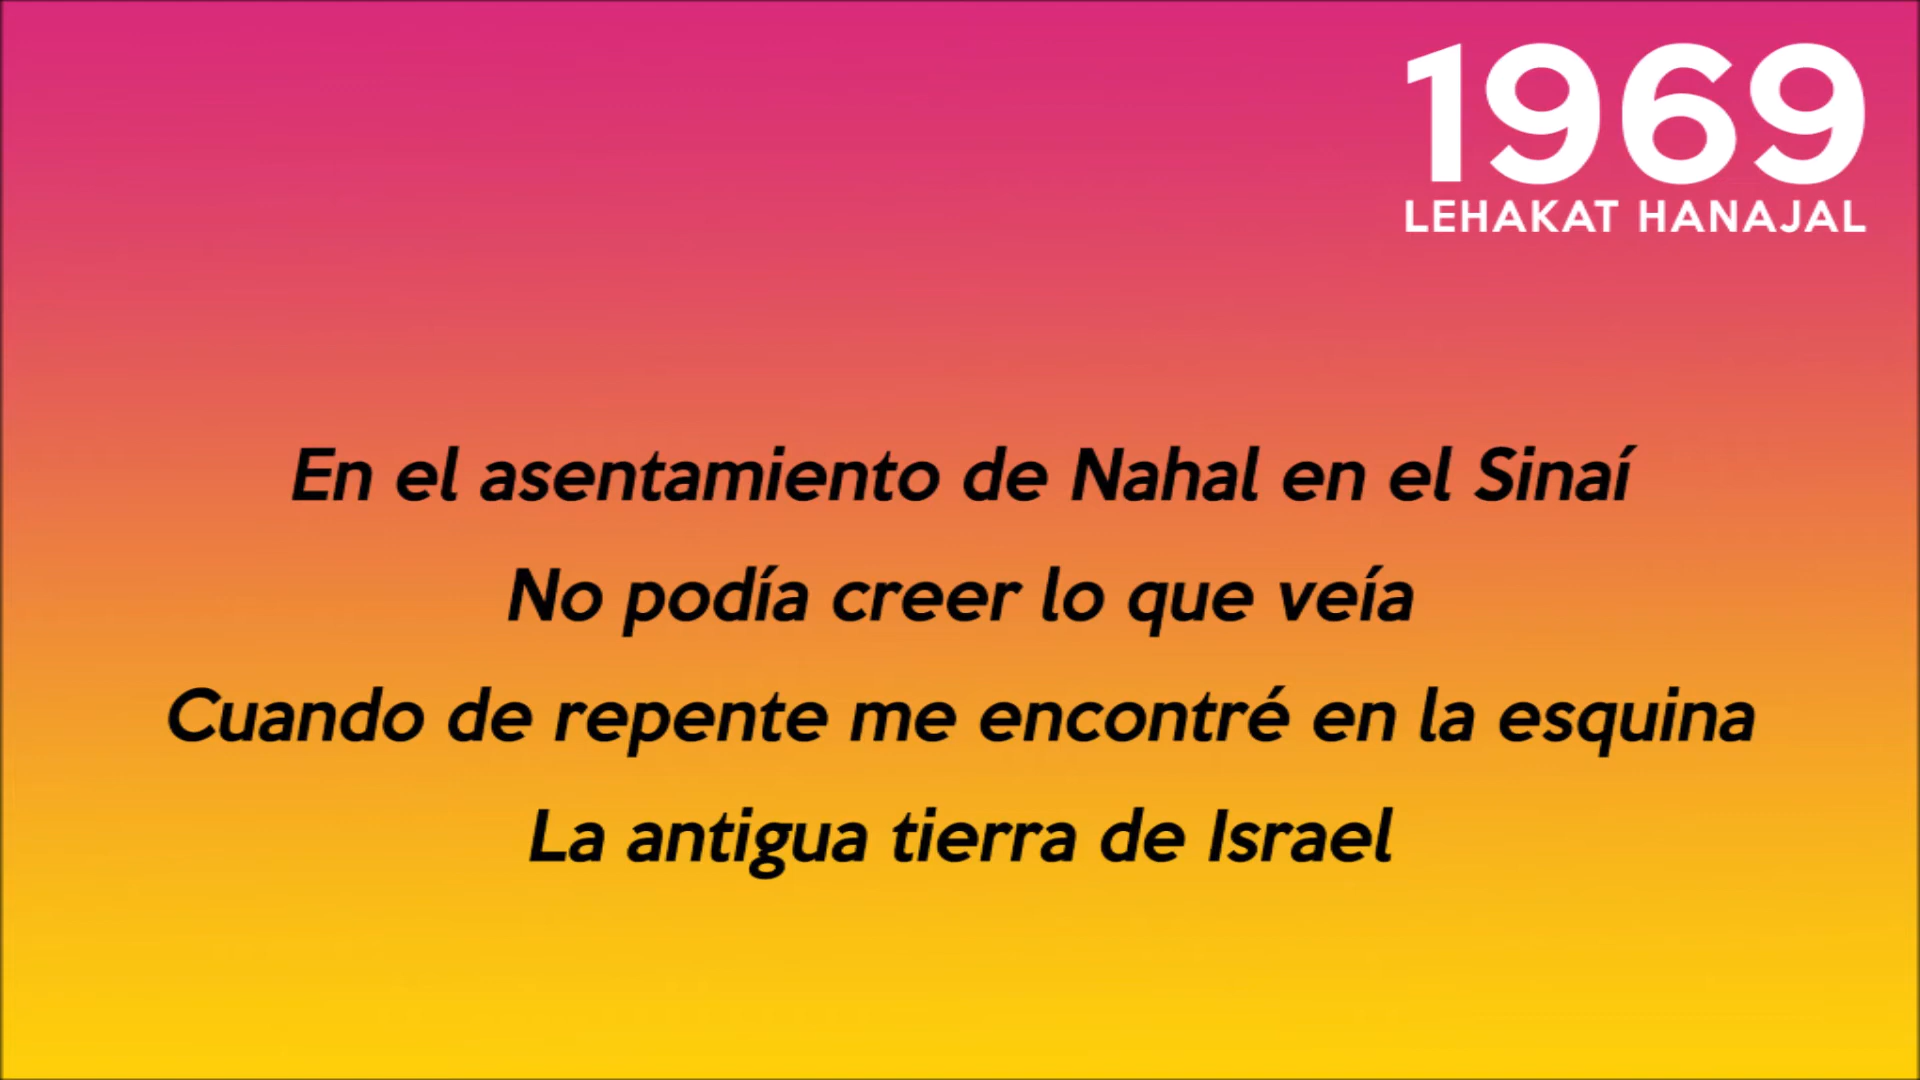 1969
LEHAKAT HANAJAL
En el asentamiento de Nahal en el Sinaí
No podía creer lo que veía
Cuando de repente me encontré en la esquina
La antigua tierra de Israel